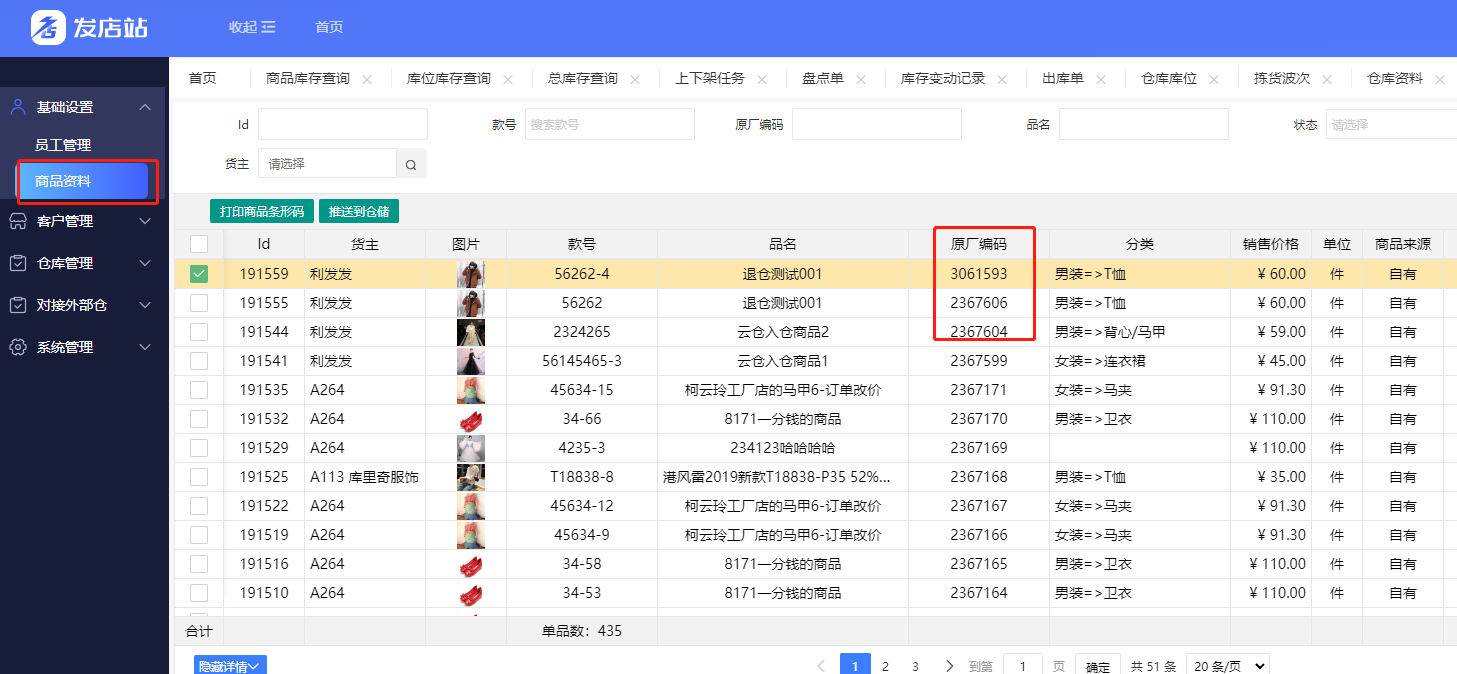 发店站 收起 首页
首页 商品库存查询 库位库存查询 总库存查询 上下架任务 盘点单 库存变动记录 出库单 仓库库位 拣货波次 仓库资料
基础设置
员工管理
商品资料
客户管理
仓库管理
对接外部仓
系统管理
Id 款号 搜索款号 原厂编码 品名 状态 请选择
货主 请选择
打印商品条形码 推送到仓储
Id 货主 图片 款号 品名 原厂编码 分类 销售价格 单位 商品来源
191559 利发发 56262-4 退仓测试001 3061593 男装=>T恤 ¥ 60.00 件 自有
191555 利发发 56262 退仓测试001 2367606 男装=>T恤 ¥ 60.00 件 自有
191544 利发发 2324265 云仓入仓商品2 2367604 男装=>背心/马甲 ¥ 59.00 件 自有
191541 利发发 56145465-3 云仓入仓商品1 2367599 女装=>连衣裙 ¥ 45.00 件 自有
191535 A264 45634-15 柯云玲工厂店的马甲6-订单改价 2367171 女装=>马夹 ¥ 91.30 件 自有
191532 A264 34-66 8171一分钱的商品 2367170 男装=>卫衣 ¥ 110.00 件 自有
191529 A264 4235-3 234123哈哈哈哈 2367169 ¥ 110.00 件 自有
191525 A113 库里奇服饰 T18838-8 港风雷2019新款T18838-P35 52%... 2367168 男装=>T恤 ¥ 35.00 件 自有
191522 A264 45634-12 柯云玲工厂店的马甲6-订单改价 2367167 女装=>马夹 ¥ 91.30 件 自有
191519 A264 45634-9 柯云玲工厂店的马甲6-订单改价 2367166 女装=>马夹 ¥ 91.30 件 自有
191516 A264 34-58 8171一分钱的商品 2367165 男装=>卫衣 ¥ 110.00 件 自有
191510 A264 34-53 8171一分钱的商品 2367164 男装=>卫衣 ¥ 110.00 件 自有
合计 单品数：435
隐藏详情 1 2 3 到第 1 页 确定 共 51 条 20 条/页